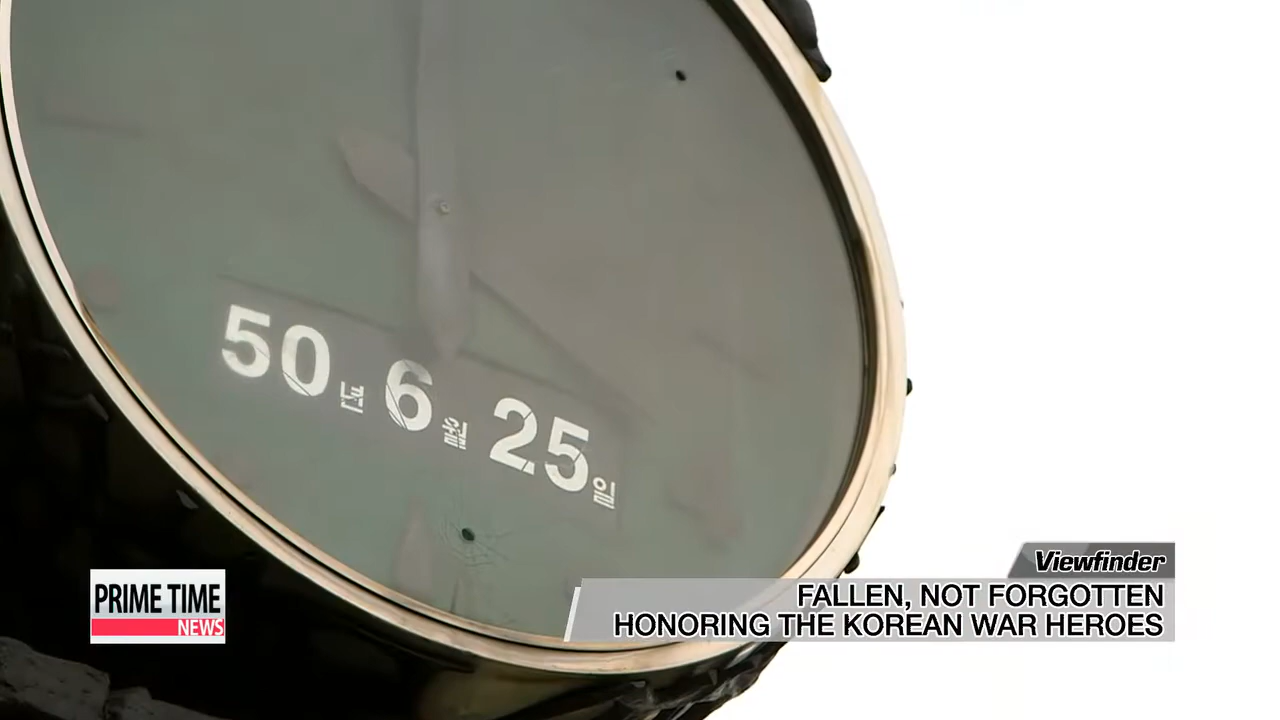 50년 6월 25일
Viewfinder
FALLEN, NOT FORGOTTEN
HONORING THE KOREAN WAR HEROES
PRIME TIME
NEWS